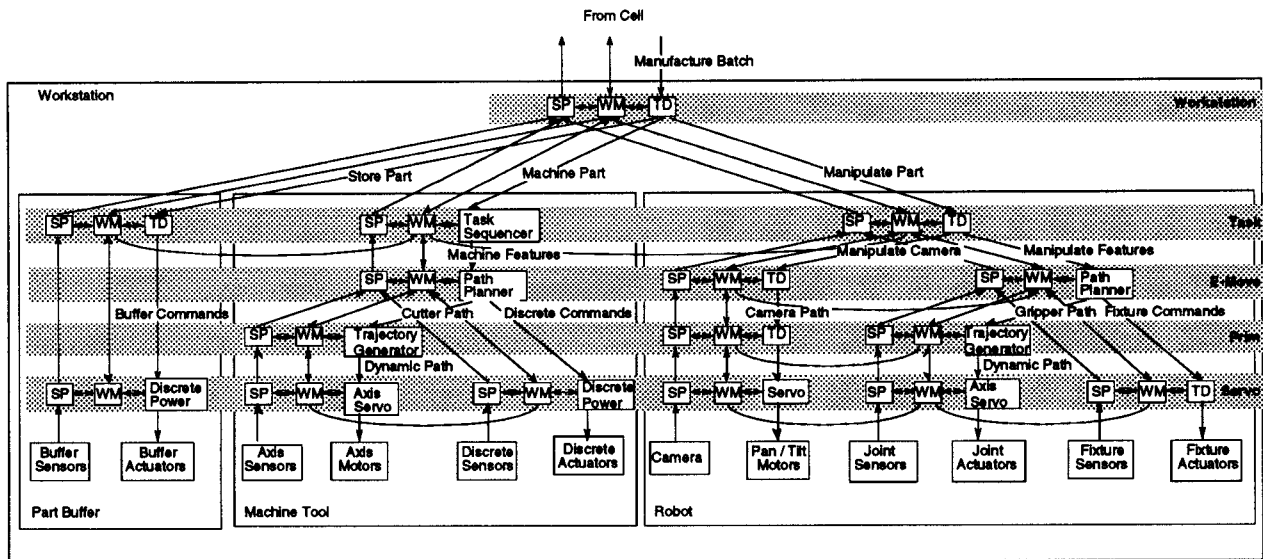 From Cell
Manufacture Batch
Workstation
SP WM TD Workstation
Store Part Machine Part Manipulate Part
SP WM TD SP WM Task Sequencer SP WM TD Task
Machine Features Manipulate Camera Manipulate Features
SP WM Path Planner SP WM TD SP WM Path Planner E-Move
Buffer Commands Cutter Path Discrete Commands Camera Path Gripper Path Fixture Commands
SP WM Trajectory Generator SP WM TD SP WM Trajectory Generator Prim
Dynamic Path Dynamic Path
SP WM Discrete Power SP WM Axis Servo SP WM Discrete Power SP WM Servo SP WM Axis Servo SP WM TD Servo
Buffer Sensors Buffer Actuators Axis Sensors Axis Motors Discrete Sensors Discrete Actuators Camera Pan / Tilt Motors Joint Sensors Joint Actuators Fixture Sensors Fixture Actuators
Part Buffer Machine Tool Robot